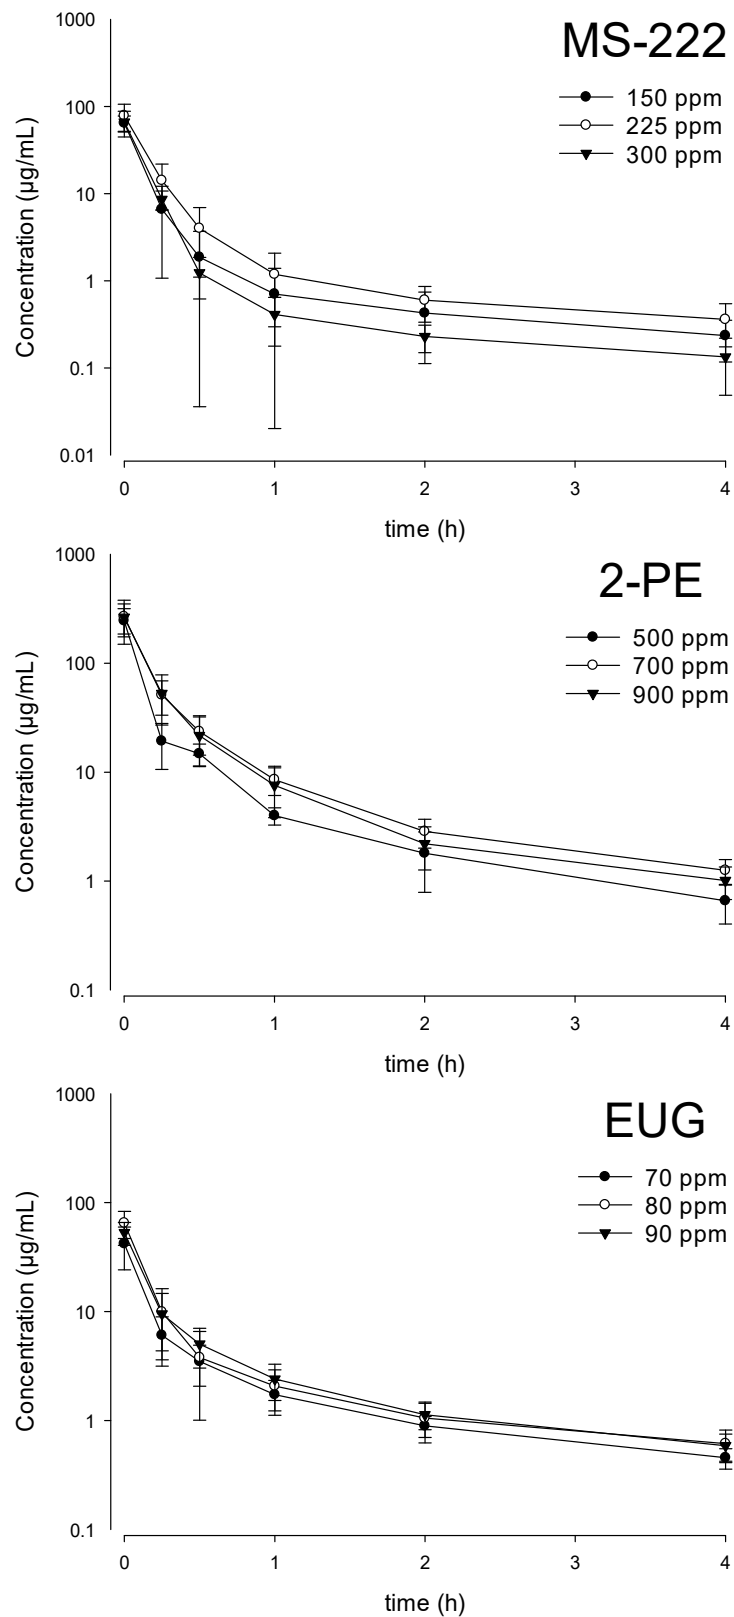 MS-222
150 ppm
225 ppm
300 ppm
Concentration (µg/mL)
1000
100
10
1
0.1
0.01
0 1 2 3 4
time (h)
2-PE
500 ppm
700 ppm
900 ppm
Concentration (µg/mL)
1000
100
10
1
0.1
0 1 2 3 4
time (h)
EUG
70 ppm
80 ppm
90 ppm
Concentration (µg/mL)
1000
100
10
1
0.1
0 1 2 3 4
time (h)